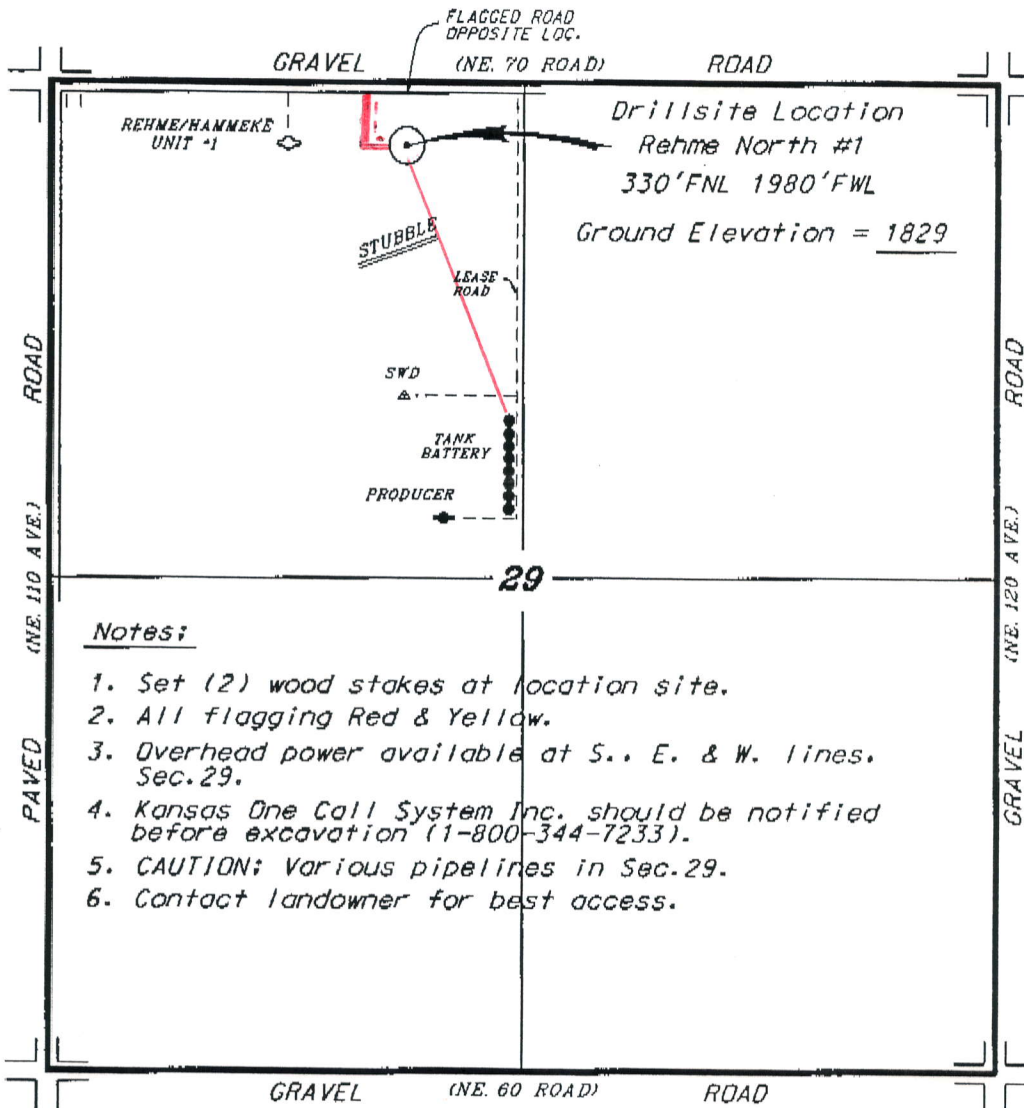 FLAGGED ROAD
OPPOSITE LOC.
GRAVEL (NE. 70 ROAD) ROAD
REHME/HAMMEKE
UNIT #1
Drillsite Location
Rehme North #1
330'FNL 1980'FWL
Ground Elevation = 1829
STUBBLE
LEASE
ROAD
SWD
TANK
BATTERY
PRODUCER
PAVED (NE. 110 AVE.) ROAD
GRAVEL (NE. 120 AVE.) ROAD
29
Notes:
1. Set (2) wood stakes at location site.
2. All flagging Red & Yellow.
3. Overhead power available at S., E. & W. lines.
Sec.29.
4. Kansas One Call System Inc. should be notified
before excavation (1-800-344-7233).
5. CAUTION: Various pipelines in Sec.29.
6. Contact landowner for best access.
GRAVEL (NE. 60 ROAD) ROAD